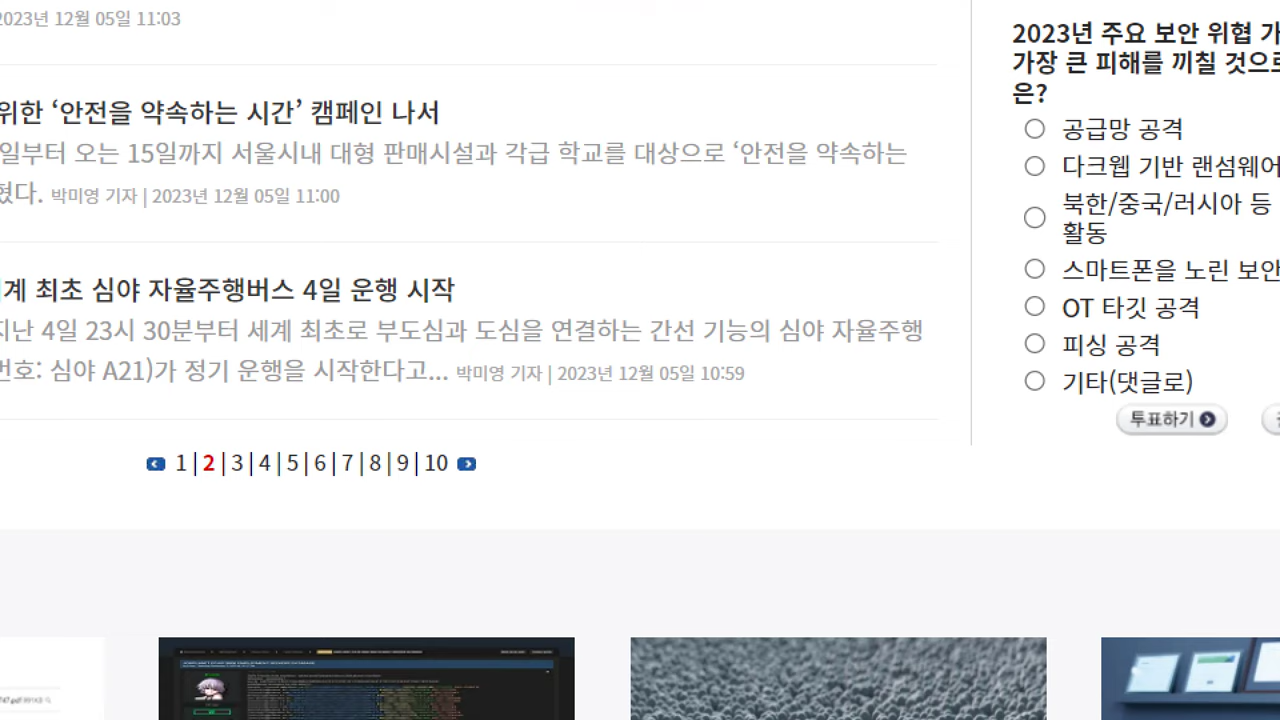 2023년 12월 05일 11:03
위한 ‘안전을 약속하는 시간’ 캠페인 나서
일부터 오는 15일까지 서울시내 대형 판매시설과 각급 학교를 대상으로 ‘안전을 약속하는
혔다. 박미영 기자 | 2023년 12월 05일 11:00
계 최초 심야 자율주행버스 4일 운행 시작
지난 4일 23시 30분부터 세계 최초로 부도심과 도심을 연결하는 간선 기능의 심야 자율주행
번호: 심야 A21)가 정기 운행을 시작한다고... 박미영 기자 | 2023년 12월 05일 10:59
1 | 2 | 3 | 4 | 5 | 6 | 7 | 8 | 9 | 10
2023년 주요 보안 위협 가
가장 큰 피해를 끼칠 것으로
은?
공급망 공격
다크웹 기반 랜섬웨어
북한/중국/러시아 등
활동
스마트폰을 노린 보안
OT 타깃 공격
피싱 공격
기타(댓글로)
투표하기